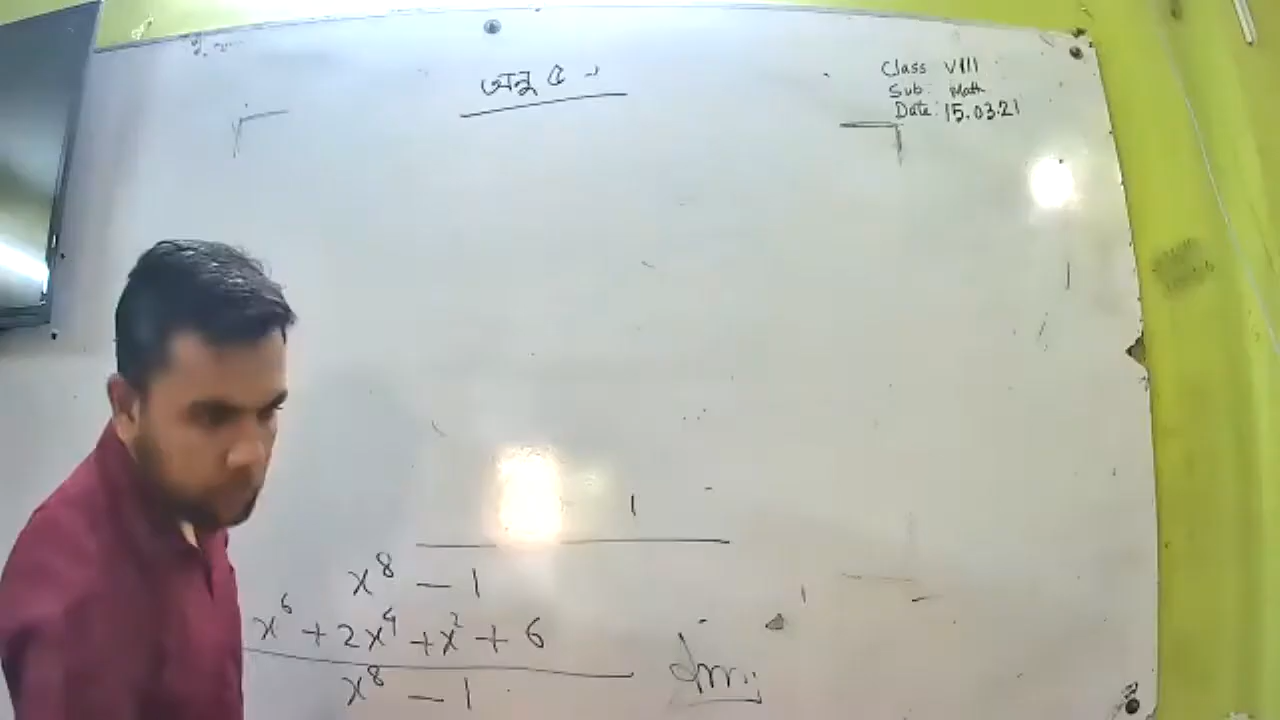 অনু ৫
Class VIII
Sub: Math
Date: 15.03.21
1
x⁸ - 1
x⁶ + 2x⁴ + x² + 6
x⁸ - 1
Ans: